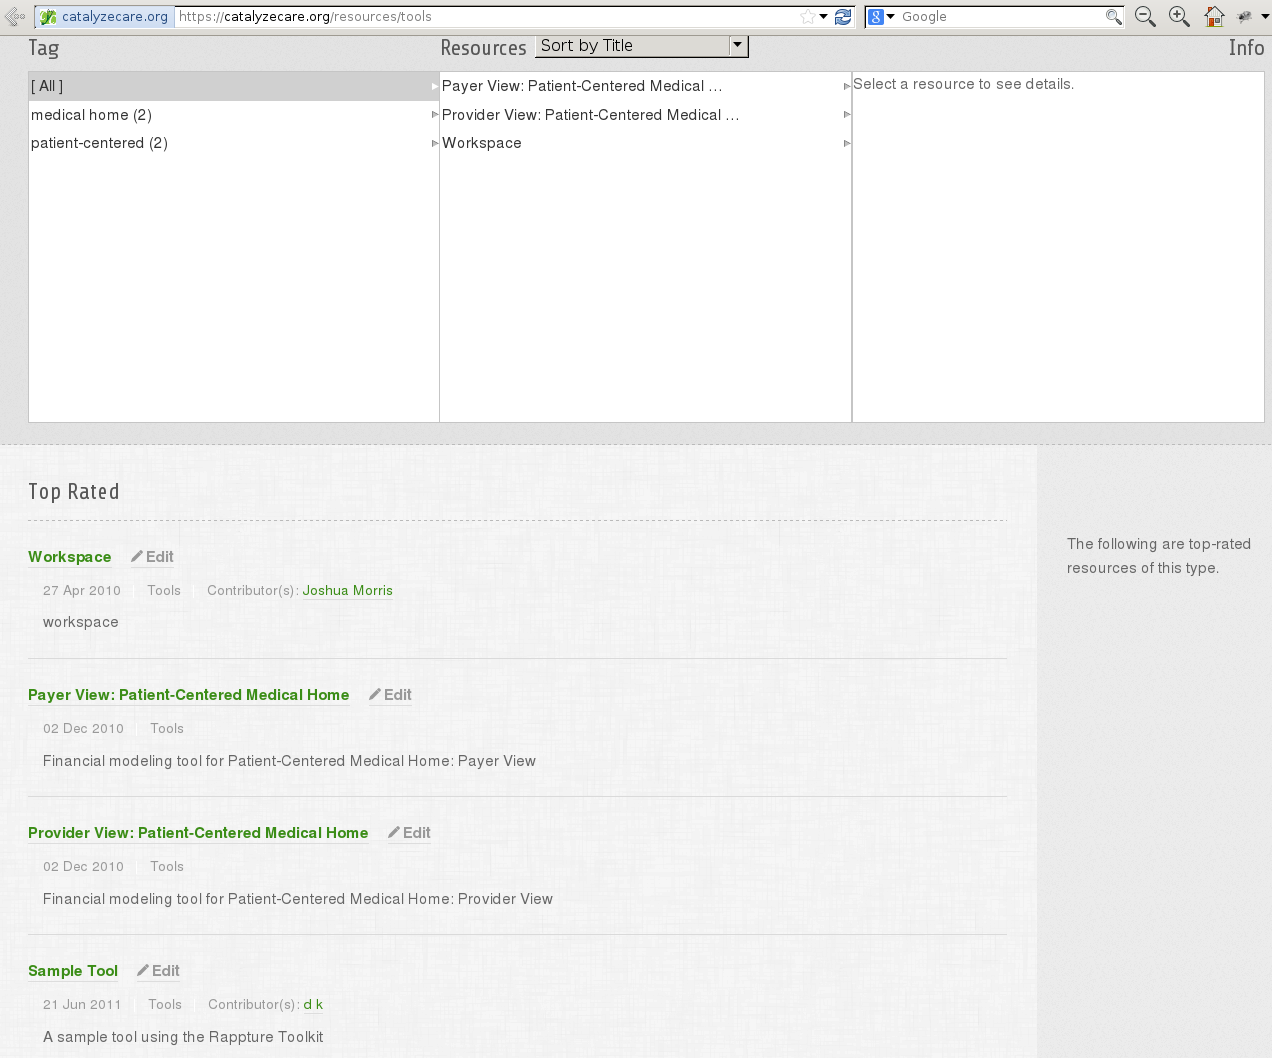 catalyzecare.org https://catalyzecare.org/resources/tools Google
Tag Resources Sort by Title Info
[ All ] Payer View: Patient-Centered Medical … Select a resource to see details.
medical home (2) Provider View: Patient-Centered Medical …
patient-centered (2) Workspace
Top Rated
The following are top-rated
resources of this type.
Workspace Edit
27 Apr 2010 Tools Contributor(s): Joshua Morris
workspace
Payer View: Patient-Centered Medical Home Edit
02 Dec 2010 Tools
Financial modeling tool for Patient-Centered Medical Home: Payer View
Provider View: Patient-Centered Medical Home Edit
02 Dec 2010 Tools
Financial modeling tool for Patient-Centered Medical Home: Provider View
Sample Tool Edit
21 Jun 2011 Tools Contributor(s): d k
A sample tool using the Rappture Toolkit